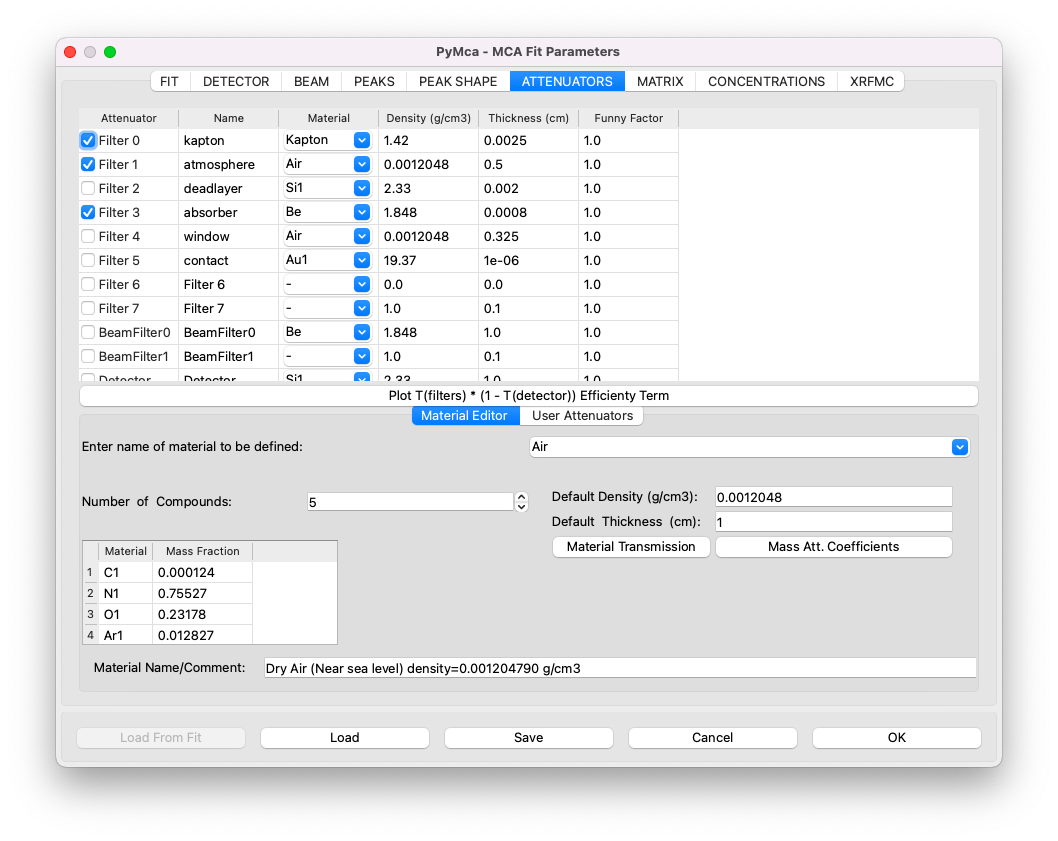 PyMca - MCA Fit Parameters
FIT DETECTOR BEAM PEAKS PEAK SHAPE ATTENUATORS MATRIX CONCENTRATIONS XRFMC
Attenuator Name Material Density (g/cm3) Thickness (cm) Funny Factor
Filter 0 kapton Kapton 1.42 0.0025 1.0
Filter 1 atmosphere Air 0.0012048 0.5 1.0
Filter 2 deadlayer Si1 2.33 0.002 1.0
Filter 3 absorber Be 1.848 0.0008 1.0
Filter 4 window Air 0.0012048 0.325 1.0
Filter 5 contact Au1 19.37 1e-06 1.0
Filter 6 Filter 6 - 0.0 0.0 1.0
Filter 7 Filter 7 - 1.0 0.1 1.0
BeamFilter0 BeamFilter0 Be 1.848 1.0 1.0
BeamFilter1 BeamFilter1 - 1.0 0.1 1.0
Detector Detector Si1 2.33 1.0 1.0
Plot T(filters) * (1 - T(detector)) Efficienty Term
Material Editor User Attenuators
Enter name of material to be defined: Air
Number of Compounds: 5
Default Density (g/cm3): 0.0012048
Default Thickness (cm): 1
Material Transmission Mass Att. Coefficients
Material Mass Fraction
1 C1 0.000124
2 N1 0.75527
3 O1 0.23178
4 Ar1 0.012827
Material Name/Comment: Dry Air (Near sea level) density=0.001204790 g/cm3
Load From Fit Load Save Cancel OK